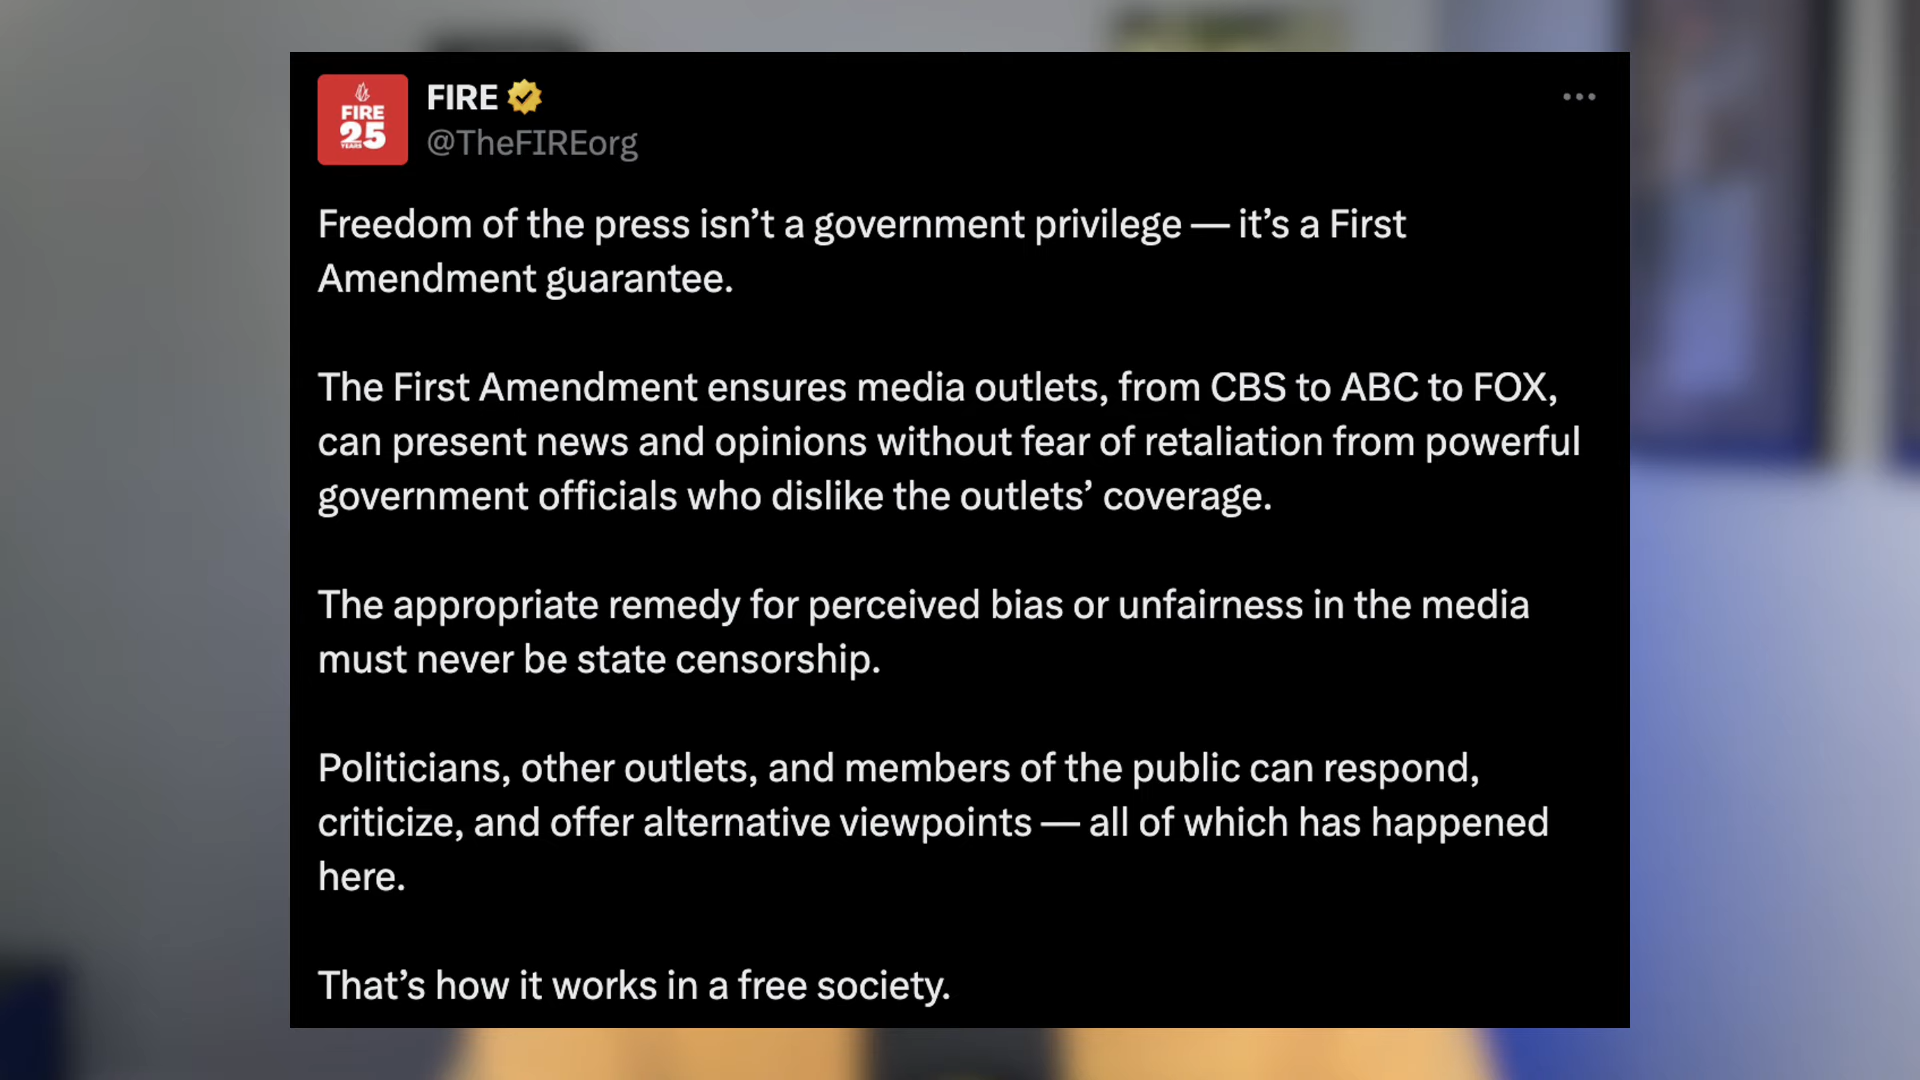 FIRE
25
YEARS
FIRE
@TheFIREorg
Freedom of the press isn’t a government privilege — it’s a First
Amendment guarantee.
The First Amendment ensures media outlets, from CBS to ABC to FOX,
can present news and opinions without fear of retaliation from powerful
government officials who dislike the outlets’ coverage.
The appropriate remedy for perceived bias or unfairness in the media
must never be state censorship.
Politicians, other outlets, and members of the public can respond,
criticize, and offer alternative viewpoints — all of which has happened
here.
That’s how it works in a free society.